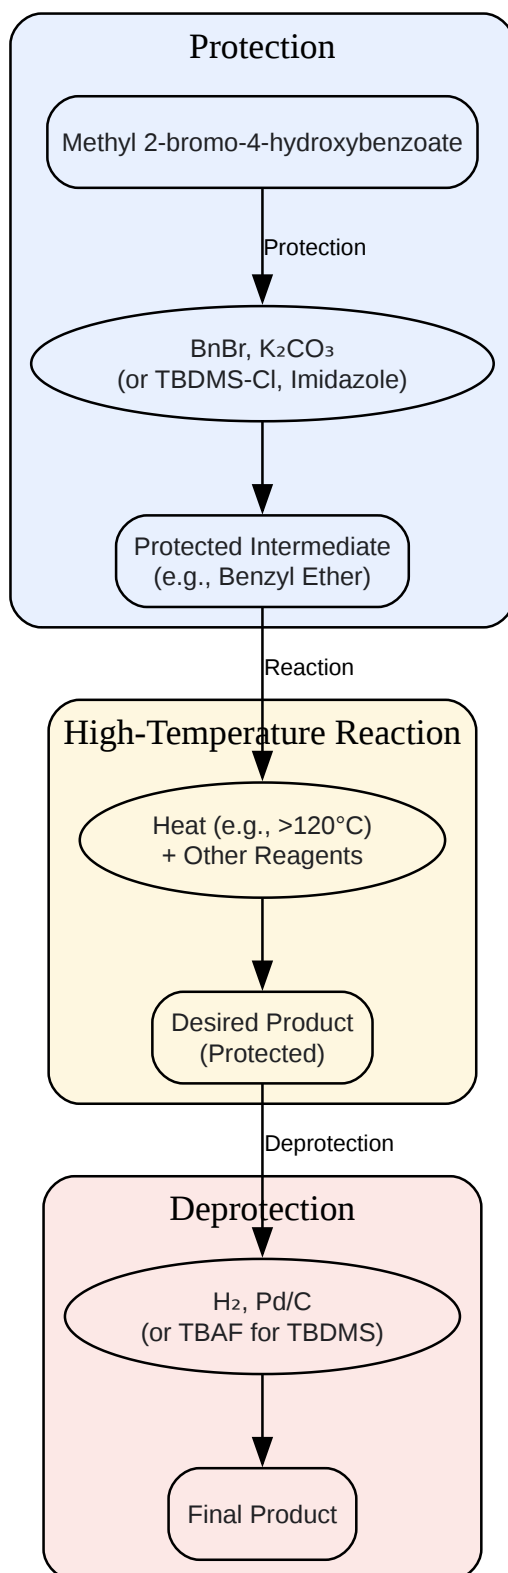 Protection
Methyl 2-bromo-4-hydroxybenzoate
Protection
BnBr, K₂CO₃
(or TBDMS-Cl, Imidazole)
Protected Intermediate
(e.g., Benzyl Ether)
Reaction
High-Temperature Reaction
Heat (e.g., >120°C)
+ Other Reagents
Desired Product
(Protected)
Deprotection
Deprotection
H₂, Pd/C
(or TBAF for TBDMS)
Final Product